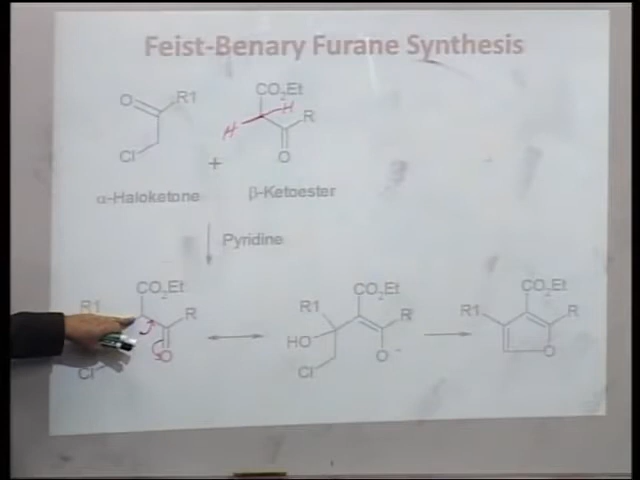 Feist-Benary Furane Synthesis
O R1 CO2Et
H H R
Cl + O
α-Haloketone β-Ketoester
Pyridine
R1 CO2Et R
O
Cl
CO2Et
R1 R
HO O-
Cl
CO2Et
R1 R
O